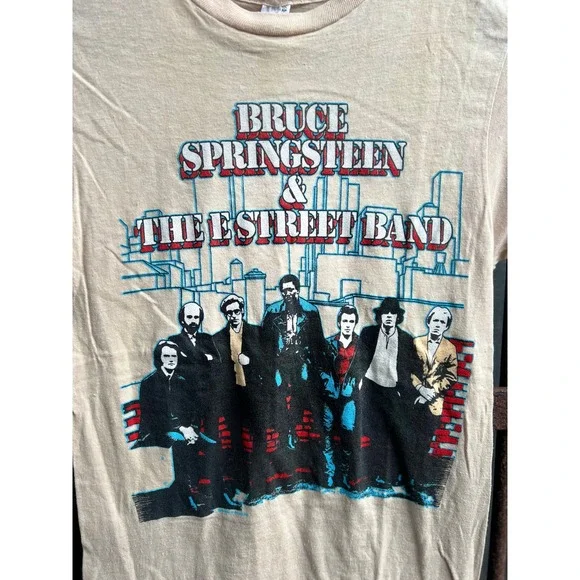 BRUCE
SPRINGSTEEN
&
THE E STREET BAND